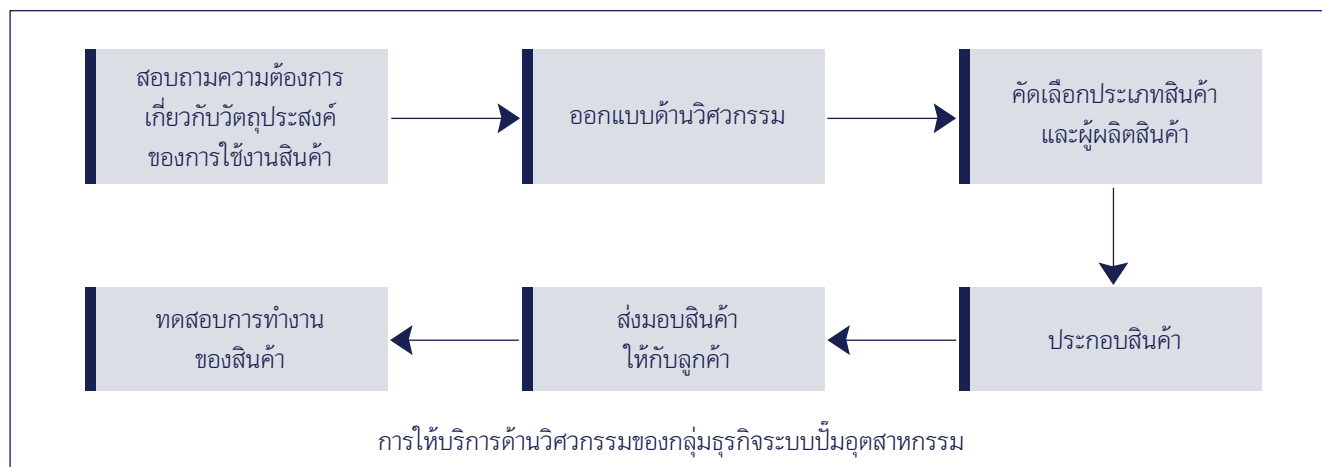 สอบถามความต้องการ
เกี่ยวกับวัตถุประสงค์
ของการใช้งานสินค้า
ออกแบบด้านวิศวกรรม
คัดเลือกประเภทสินค้า
และผู้ผลิตสินค้า
ประกอบสินค้า
ส่งมอบสินค้า
ให้กับลูกค้า
ทดสอบการทำงาน
ของสินค้า
การให้บริการด้านวิศวกรรมของกลุ่มธุรกิจระบบปั๊มอุตสาหกรรม